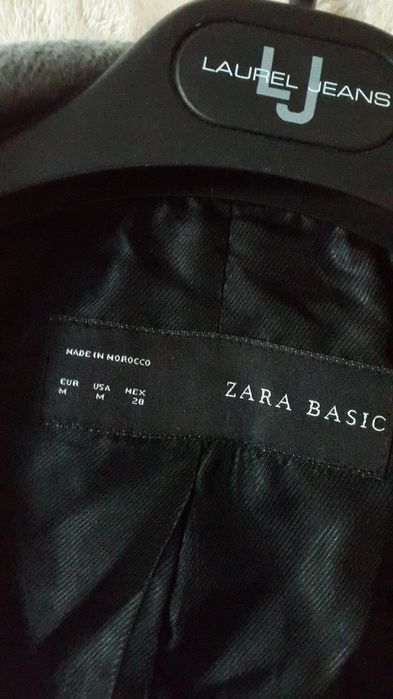 LAUREL JEANS
LJ
MADE IN MOROCCO
EUR USA MEX
M M 28
ZARA BASIC